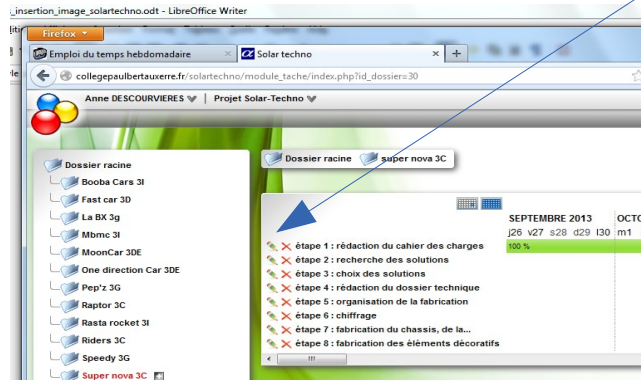 _insertion_image_solartechno.odt - LibreOffice Writer
Firefox
Emploi du temps hebdomadaire × Solar techno × +
collegepaulbertauxerre.fr/solartechno/module_tache/index.php?id_dossier=30
Anne DESCOURVIERES | Projet Solar-Techno
Dossier racine super nova 3C
Dossier racine
Booba Cars 3I
Fast car 3D
La BX 3g
Mbmc 3I
MoonCar 3DE
One direction Car 3DE
Pep'z 3G
Raptor 3C
Rasta rocket 3I
Riders 3C
Speedy 3G
Super nova 3C
SEPTEMBRE 2013 OCTO
j26 v27 s28 d29 l30 m1
100 %
étape 1 : rédaction du cahier des charges
étape 2 : recherche des solutions
étape 3 : choix des solutions
étape 4 : rédaction du dossier technique
étape 5 : organisation de la fabrication
étape 6 : chiffrage
étape 7 : fabrication du chassis, de la...
étape 8 : fabrication des éléments décoratifs